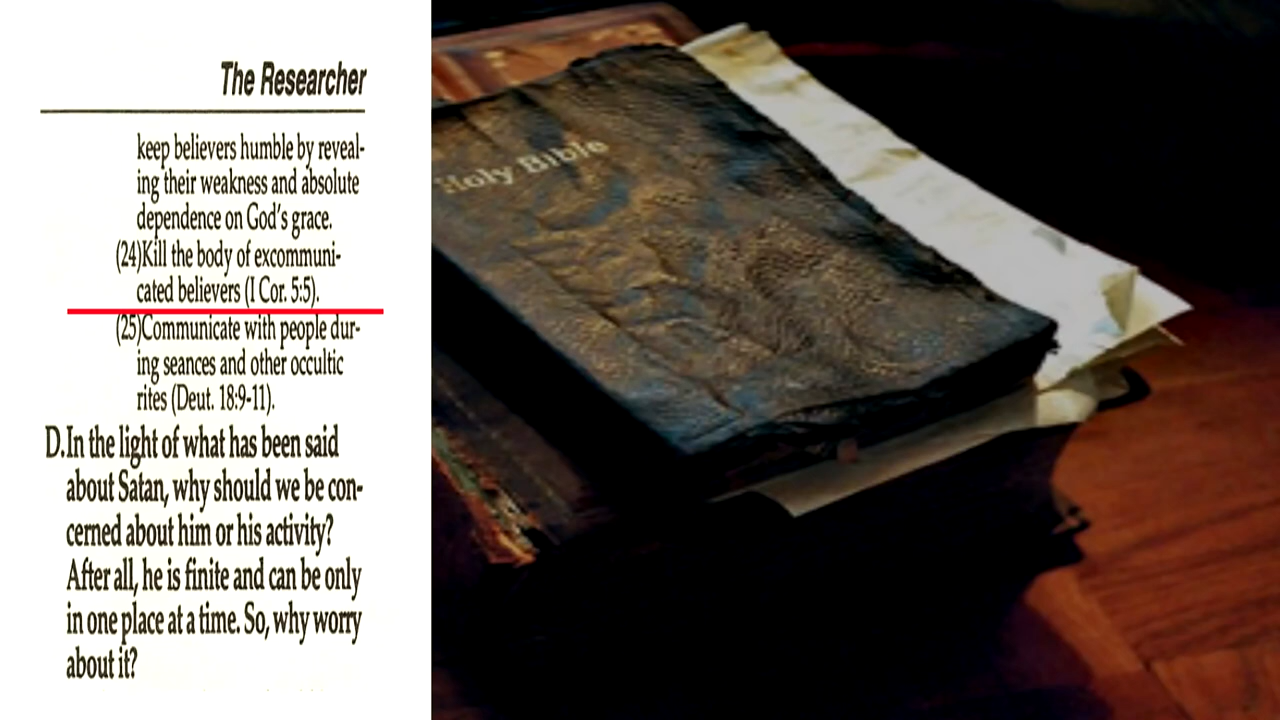 The Researcher
keep believers humble by reveal-
ing their weakness and absolute
dependence on God's grace.
(24)Kill the body of excommuni-
cated believers (I Cor. 5:5).
(25)Communicate with people dur-
ing seances and other occultic
rites (Deut. 18:9-11).
D.In the light of what has been said
about Satan, why should we be con-
cerned about him or his activity?
After all, he is finite and can be only
in one place at a time. So, why worry
about it?
Holy Bible